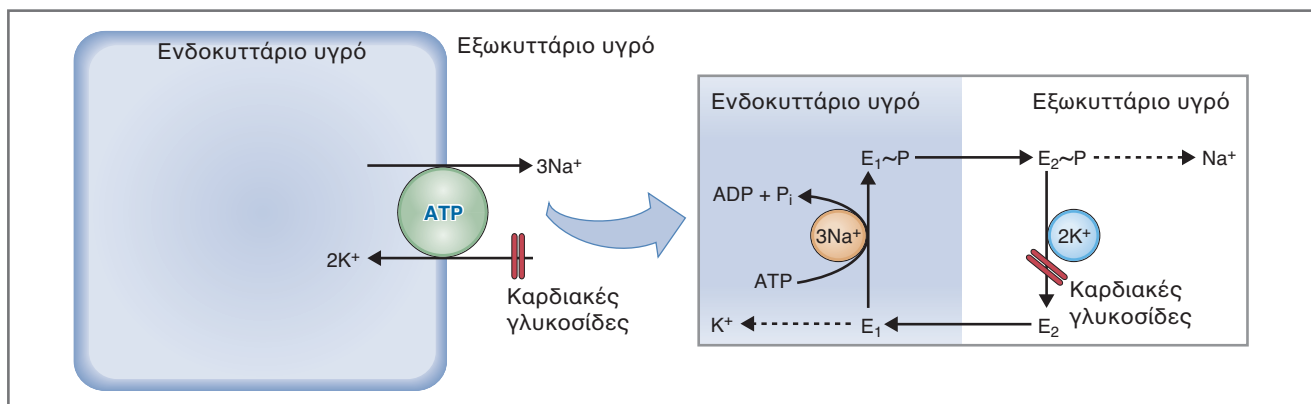 Ενδοκυττάριο υγρό
Εξωκυττάριο υγρό
3Na⁺
ATP
2K⁺
Καρδιακές
γλυκοσίδες
Ενδοκυττάριο υγρό
Εξωκυττάριο υγρό
E₁~P
E₂~P
Na⁺
ADP + Pᵢ
3Na⁺
2K⁺
ATP
Καρδιακές
γλυκοσίδες
K⁺
E₁
E₂